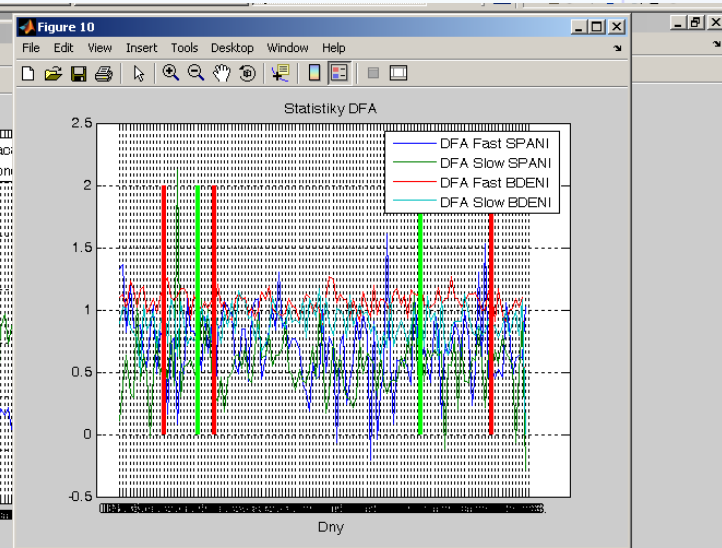 Figure 10
File Edit View Insert Tools Desktop Window Help
Statistiky DFA
2.5
2
1.5
1
0.5
0
-0.5
DFA Fast SPANI
DFA Slow SPANI
DFA Fast BDENI
DFA Slow BDENI
Dny